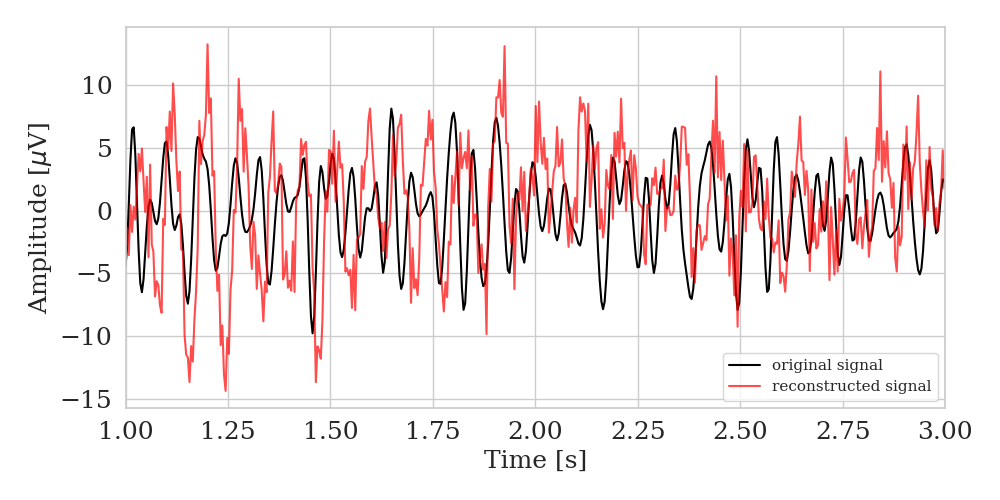 Amplitude [μV]
10
5
0
−5
−10
−15
1.00 1.25 1.50 1.75 2.00 2.25 2.50 2.75 3.00
Time [s]
original signal
reconstructed signal